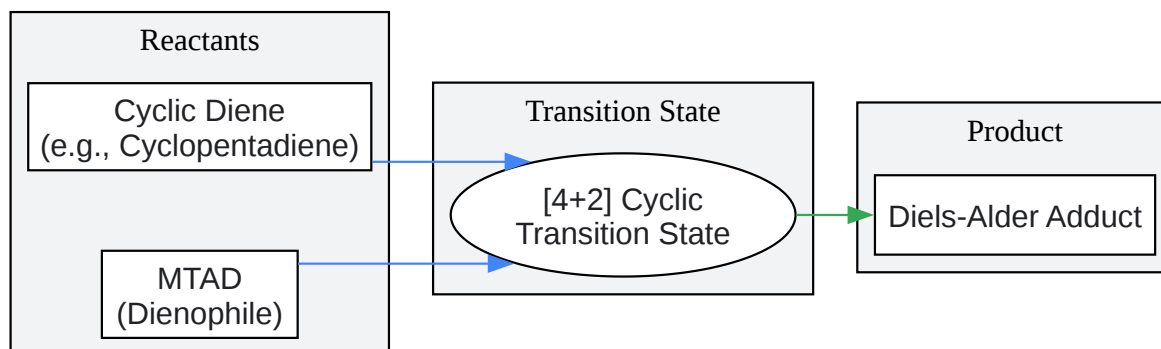 Reactants
Cyclic Diene
(e.g., Cyclopentadiene)
MTAD
(Dienophile)
Transition State
[4+2] Cyclic
Transition State
Product
Diels-Alder Adduct